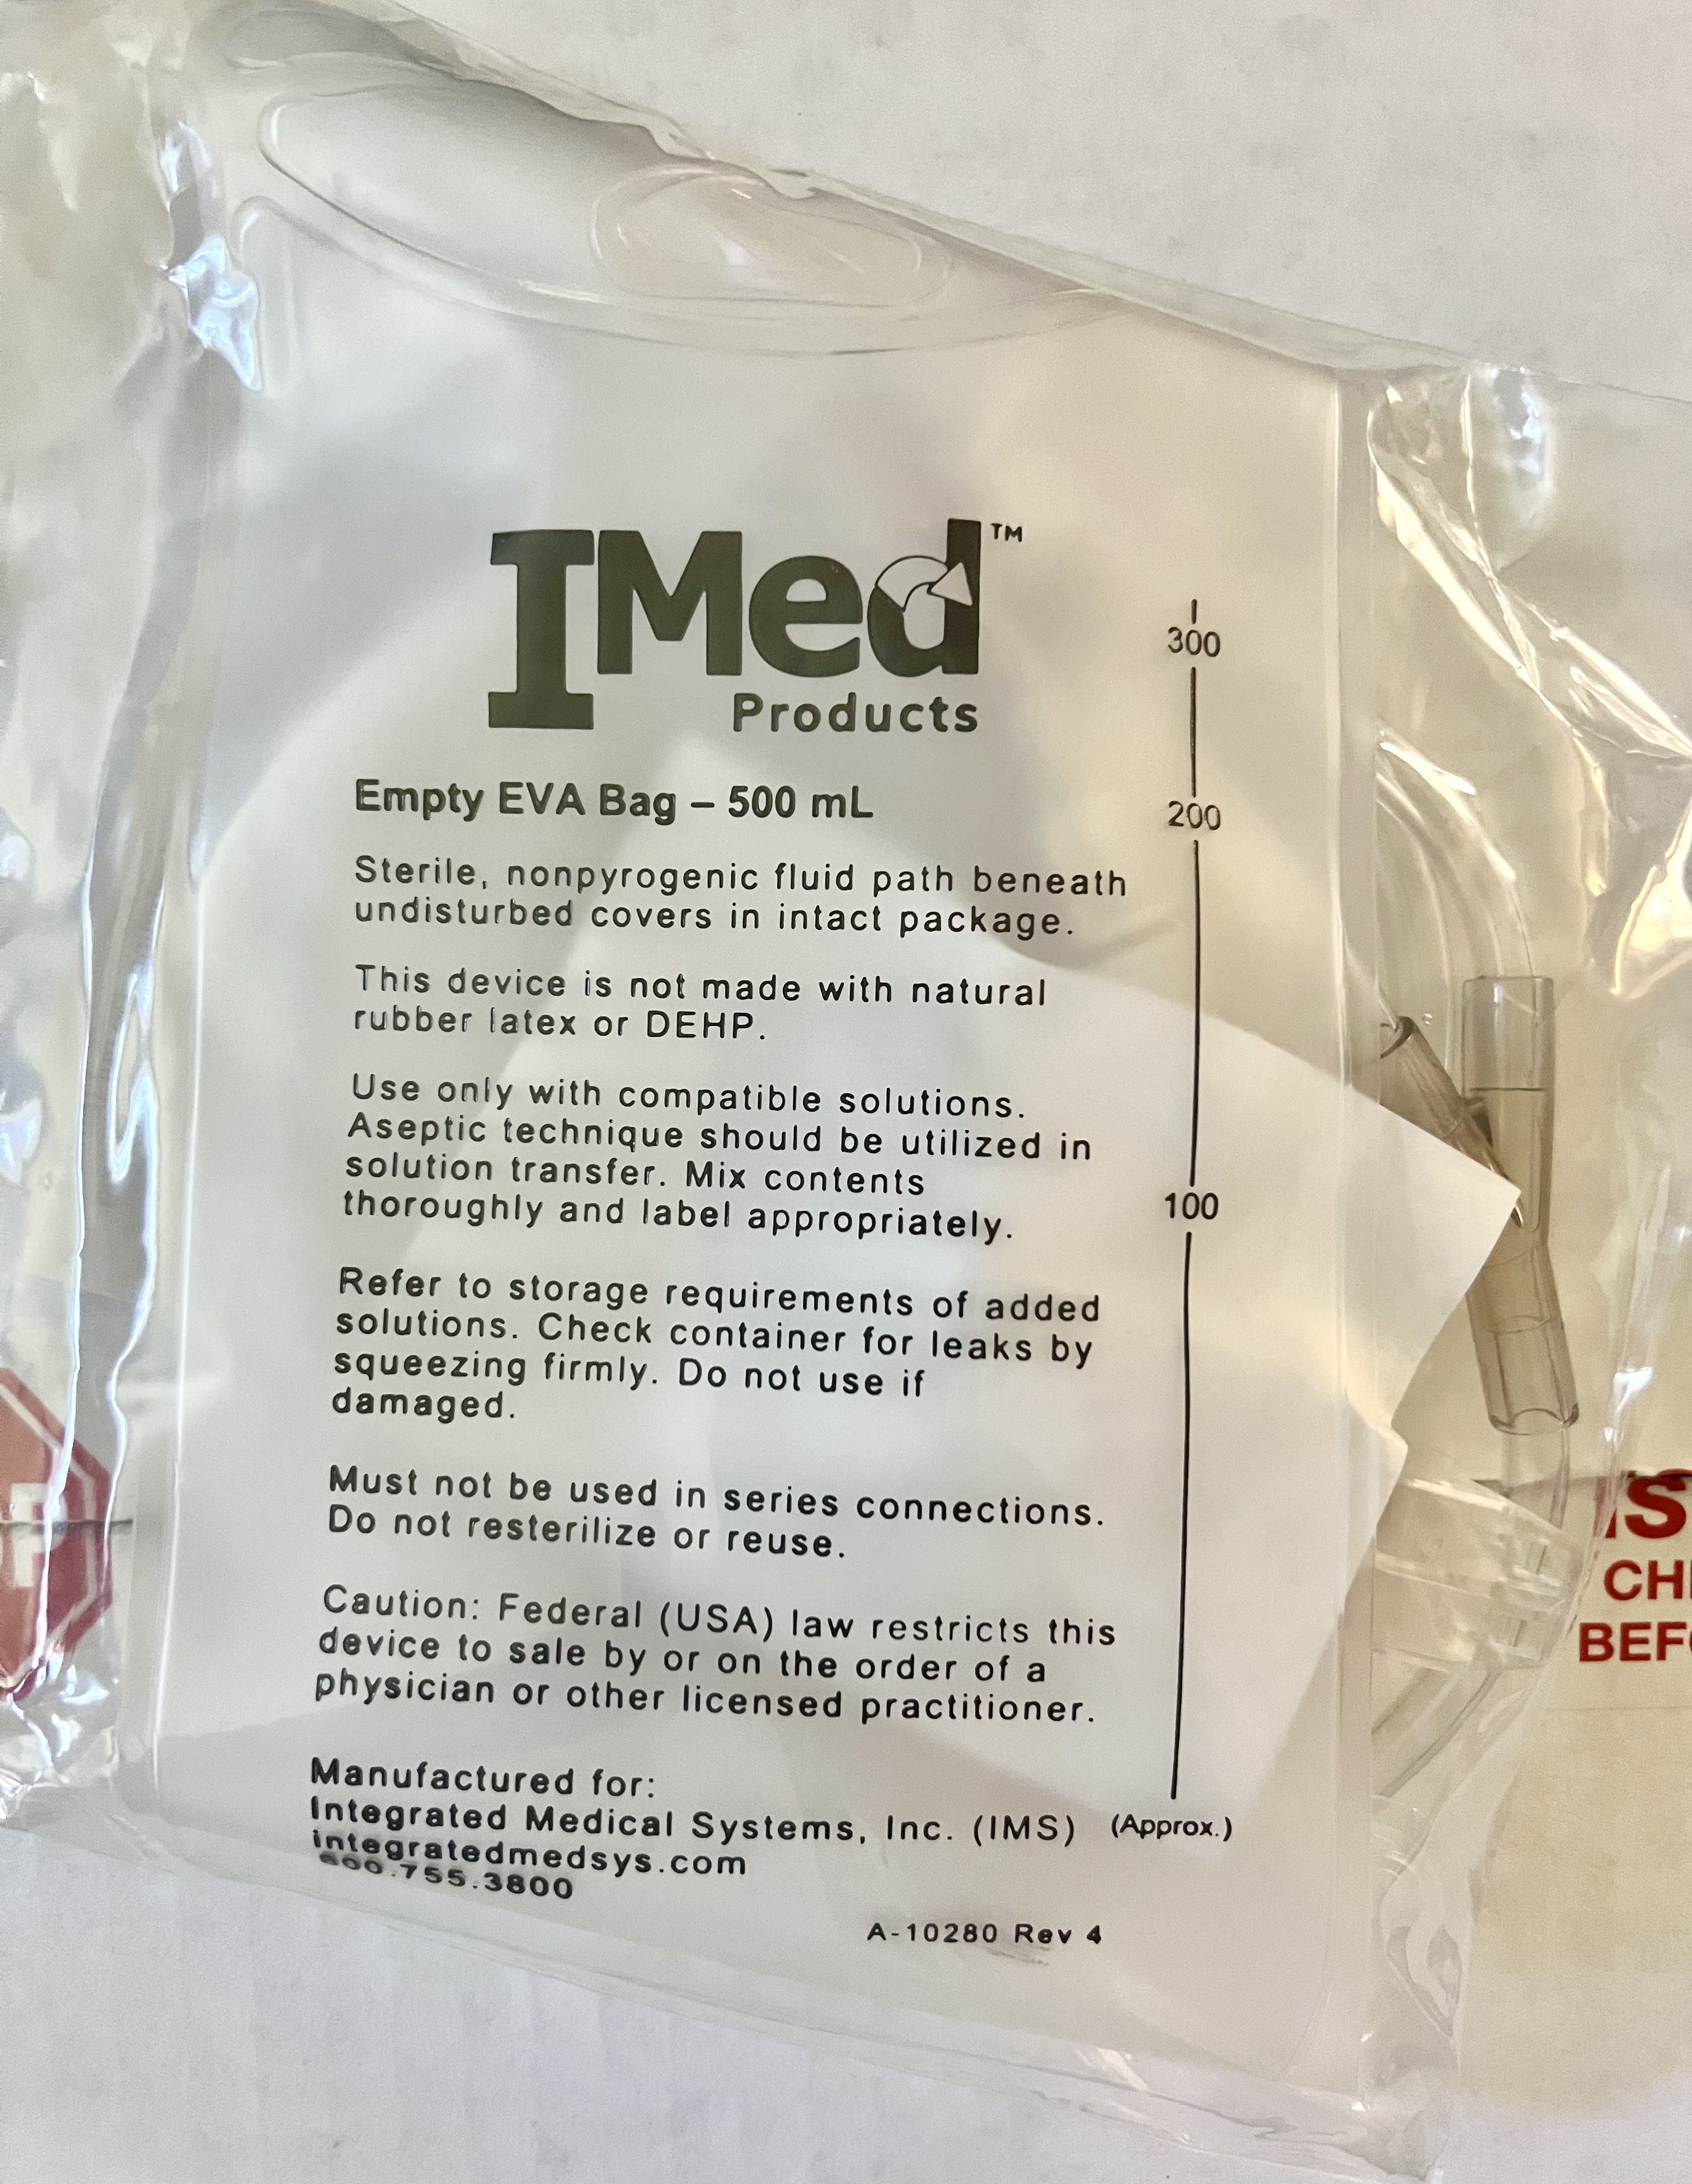 IMed™
Products
Empty EVA Bag – 500 mL
Sterile, nonpyrogenic fluid path beneath
undisturbed covers in intact package.
This device is not made with natural
rubber latex or DEHP.
Use only with compatible solutions.
Aseptic technique should be utilized in
solution transfer. Mix contents
thoroughly and label appropriately.
Refer to storage requirements of added
solutions. Check container for leaks by
squeezing firmly. Do not use if
damaged.
Must not be used in series connections.
Do not resterilize or reuse.
Caution: Federal (USA) law restricts this
device to sale by or on the order of a
physician or other licensed practitioner.
Manufactured for:
Integrated Medical Systems, Inc. (IMS)
integratedmedsys.com
800.755.3800
A-10280 Rev 4
300
200
100
(Approx.)
P